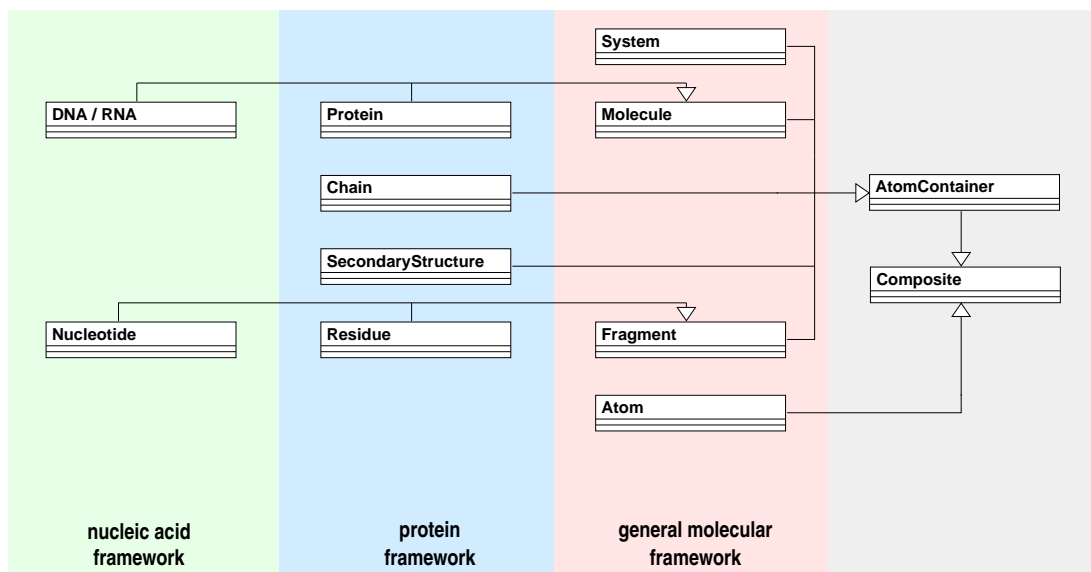 System
DNA / RNA
Protein
Molecule
Chain
AtomContainer
SecondaryStructure
Composite
Nucleotide
Residue
Fragment
Atom
nucleic acid
framework
protein
framework
general molecular
framework